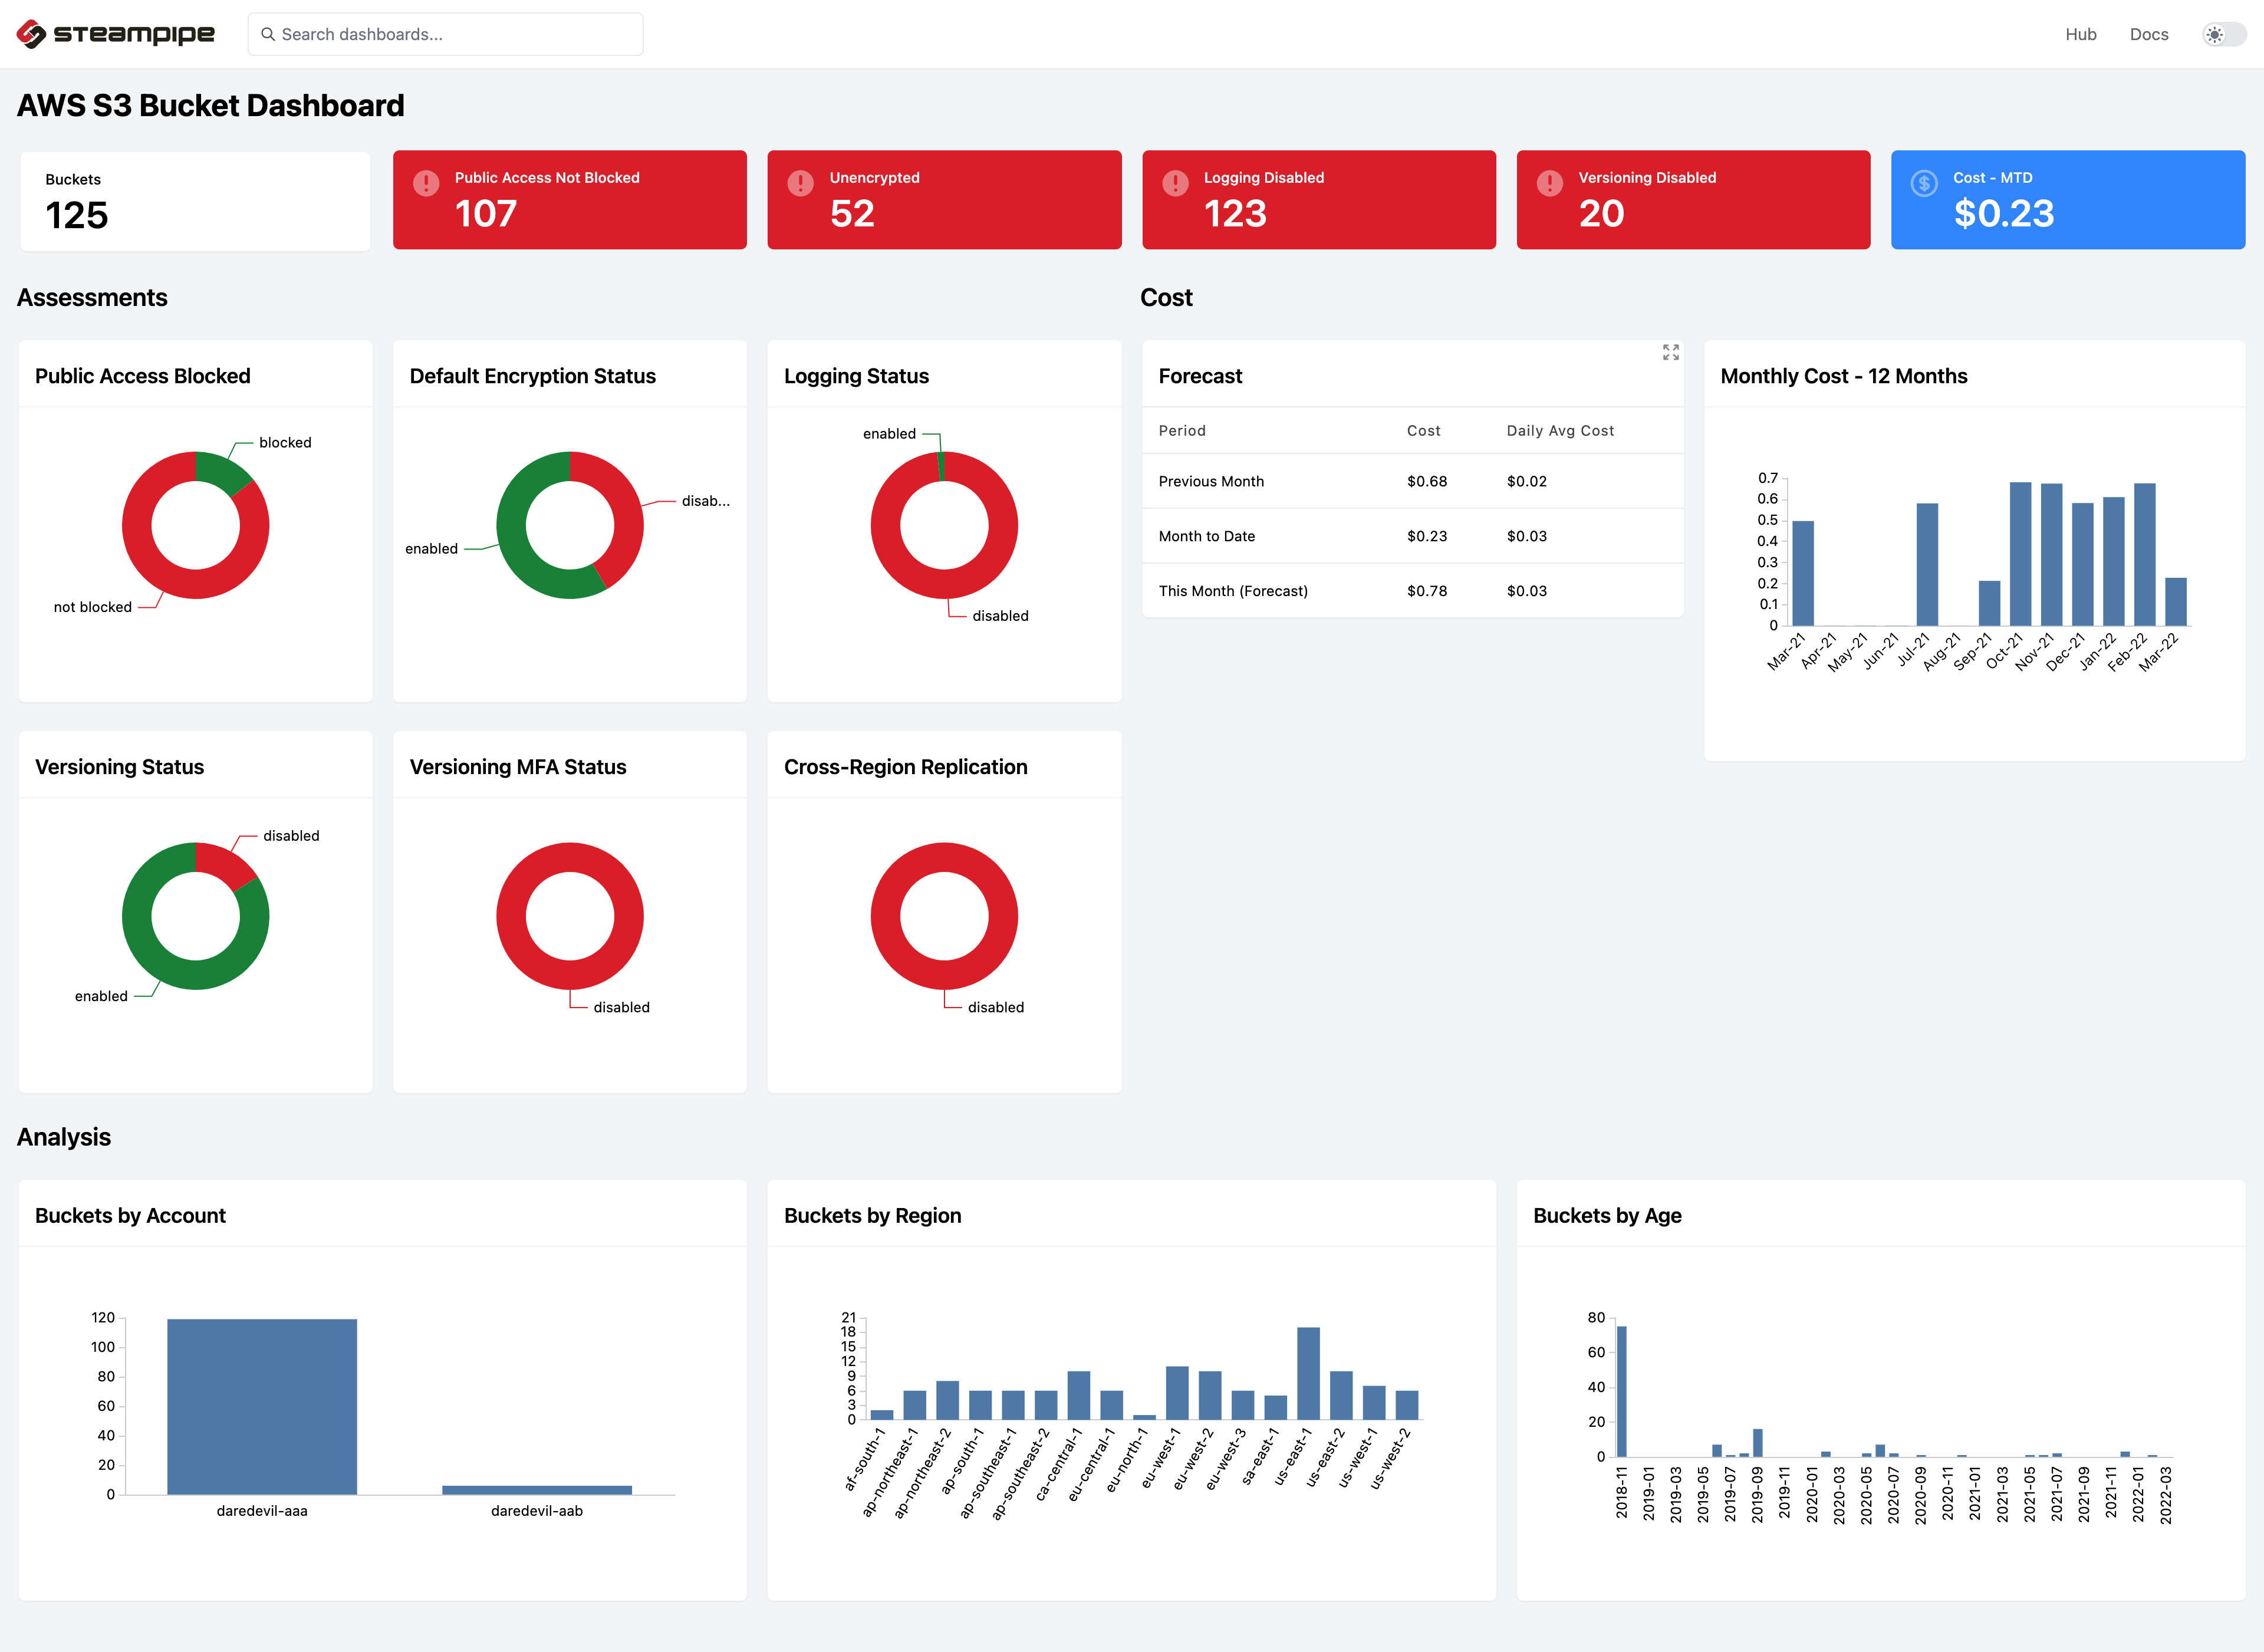 steampipe
Search dashboards...
Hub
Docs
AWS S3 Bucket Dashboard
Buckets
125
Public Access Not Blocked
107
Unencrypted
52
Logging Disabled
123
Versioning Disabled
20
Cost - MTD
$0.23
Assessments
Cost
Public Access Blocked
blocked
not blocked
Default Encryption Status
disab...
enabled
Logging Status
enabled
disabled
Forecast
Period Cost Daily Avg Cost
Previous Month $0.68 $0.02
Month to Date $0.23 $0.03
This Month (Forecast) $0.78 $0.03
Monthly Cost - 12 Months
0.7
0.6
0.5
0.4
0.3
0.2
0.1
0
Mar-21 Apr-21 May-21 Jun-21 Jul-21 Aug-21 Sep-21 Oct-21 Nov-21 Dec-21 Jan-22 Feb-22 Mar-22
Versioning Status
disabled
enabled
Versioning MFA Status
disabled
Cross-Region Replication
disabled
Analysis
Buckets by Account
120
100
80
60
40
20
0
daredevil-aaa daredevil-aab
Buckets by Region
21
18
15
12
9
6
3
0
af-south-1 ap-northeast-1 ap-northeast-2 ap-south-1 ap-southeast-1 ap-southeast-2 ca-central-1 eu-central-1 eu-north-1 eu-west-1 eu-west-2 eu-west-3 sa-east-1 us-east-1 us-east-2 us-west-1 us-west-2
Buckets by Age
80
60
40
20
0
2018-11 2019-01 2019-03 2019-05 2019-07 2019-09 2019-11 2020-01 2020-03 2020-05 2020-07 2020-09 2020-11 2021-01 2021-03 2021-05 2021-07 2021-09 2021-11 2022-01 2022-03